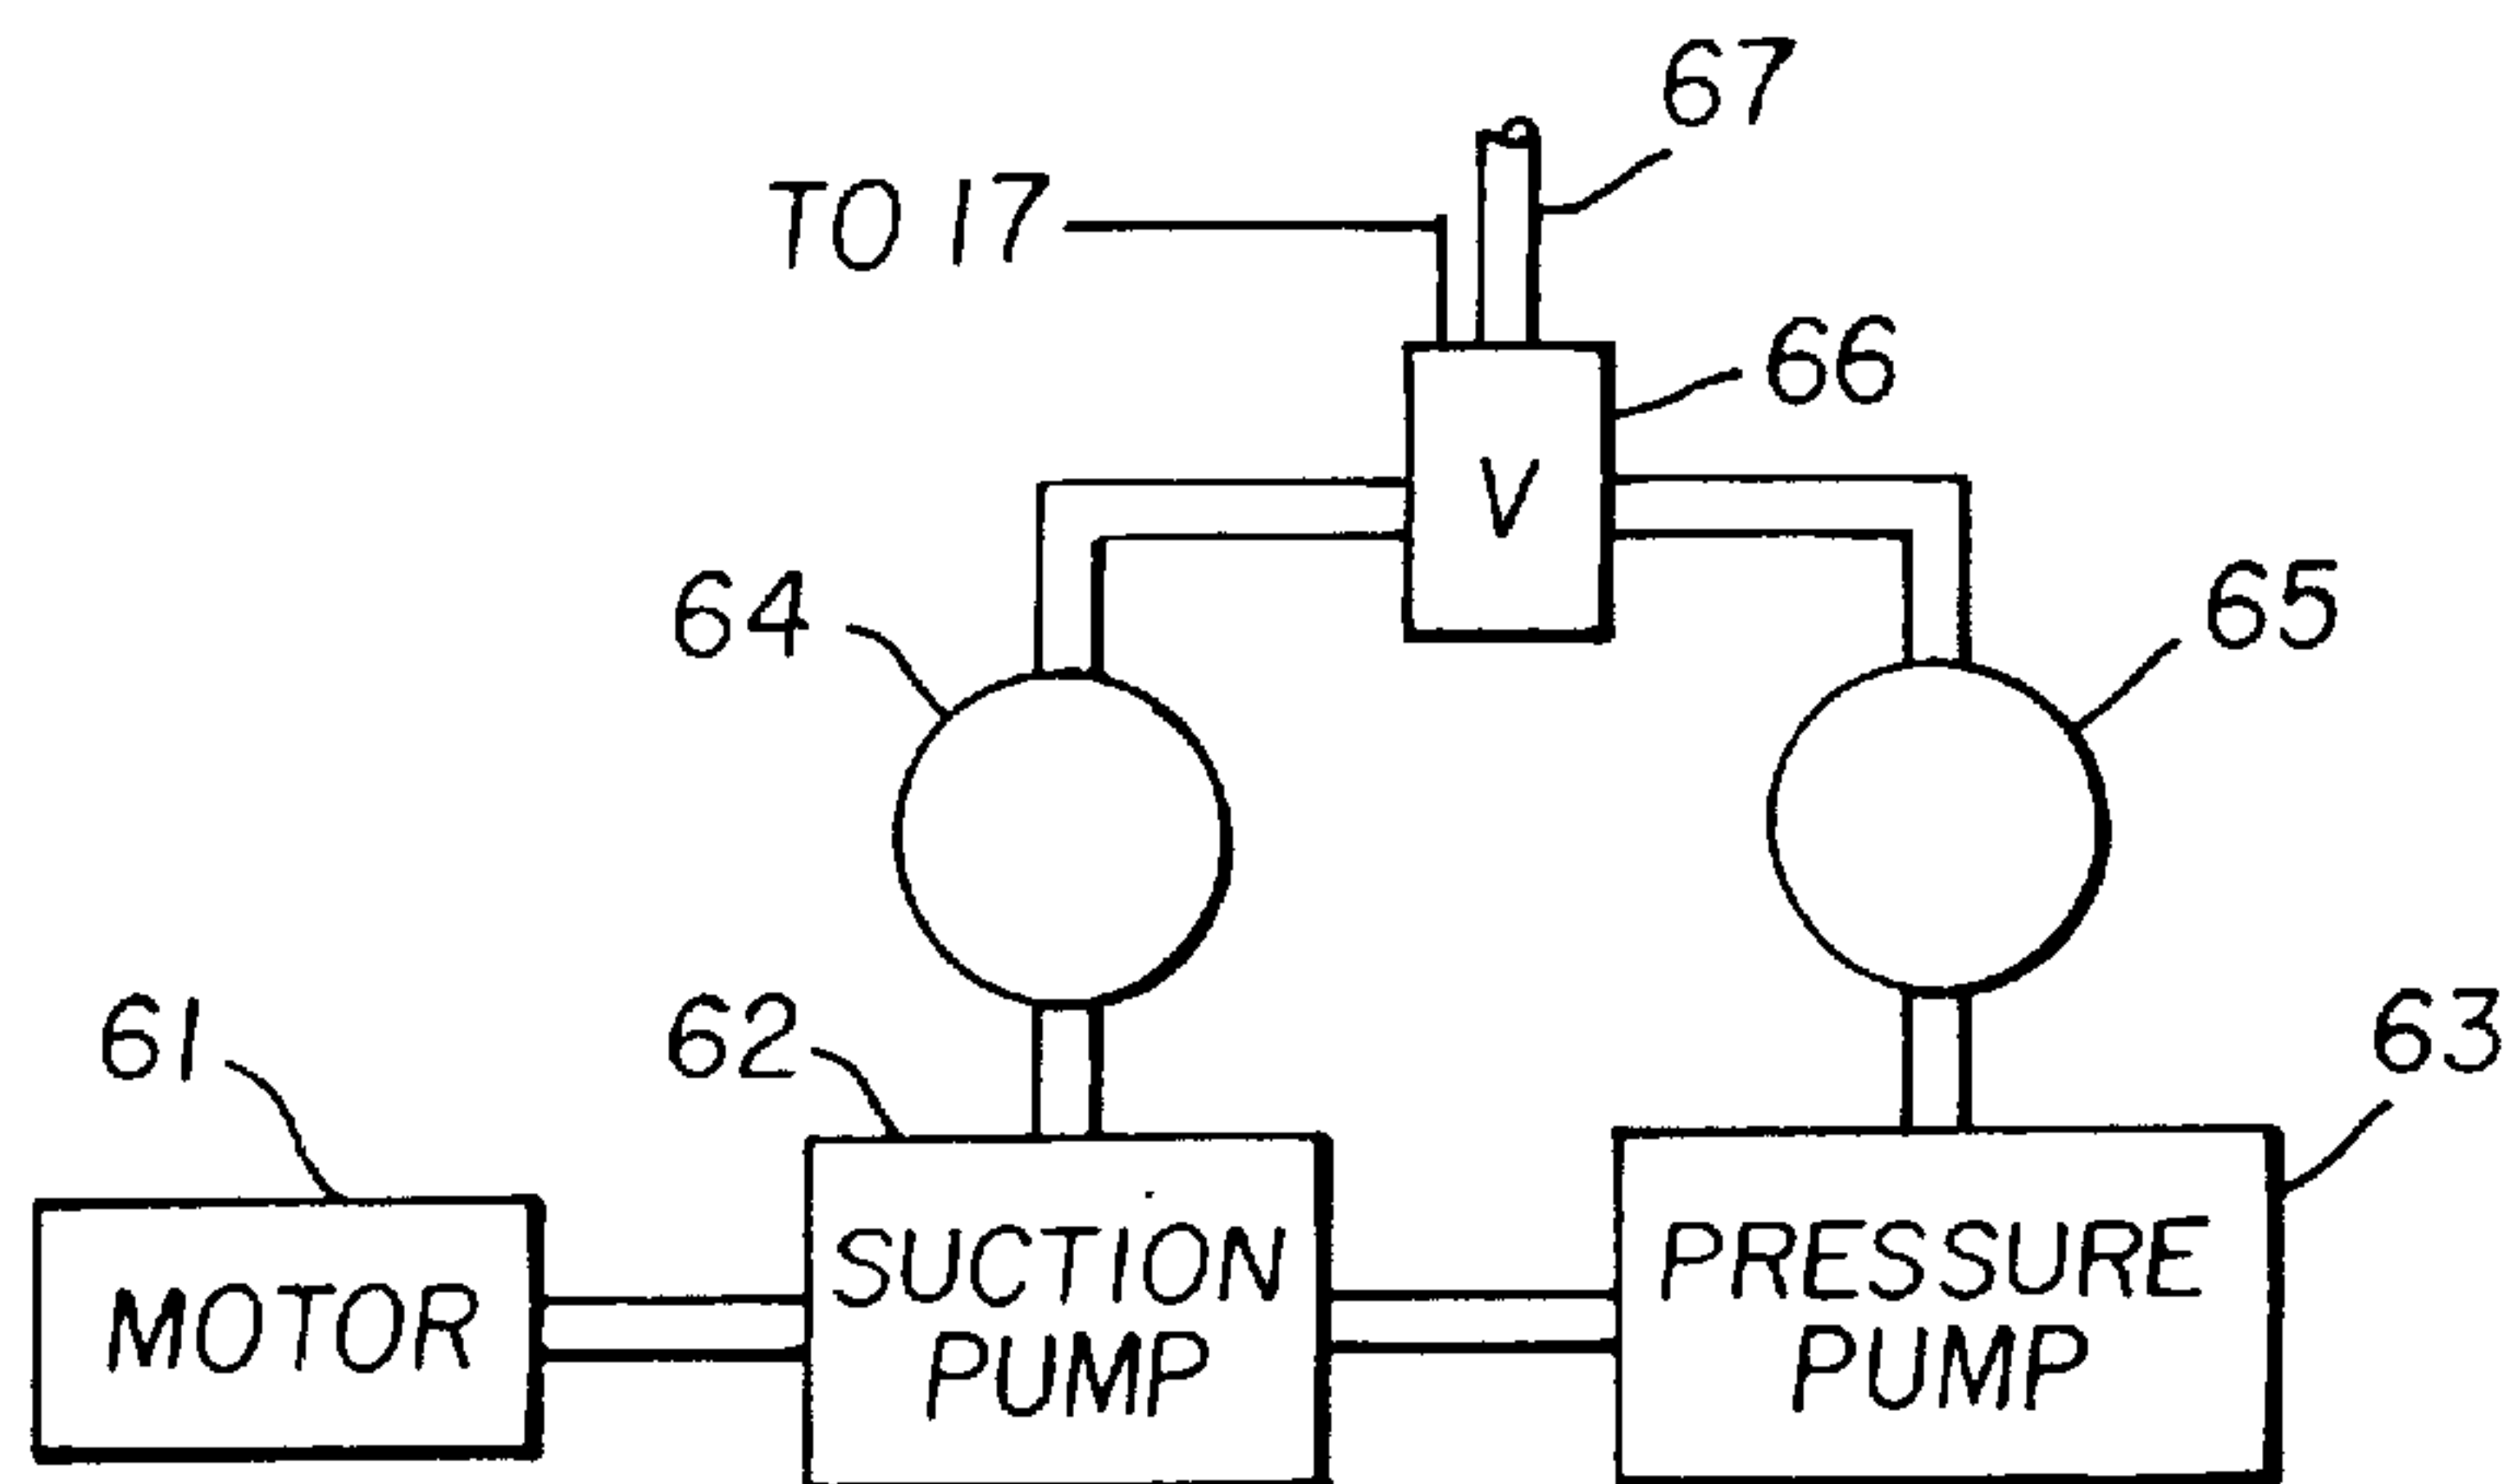 67
TO 17
66
V
64
65
61
62
63
MOTOR
SUCTION
PUMP
PRESSURE
PUMP